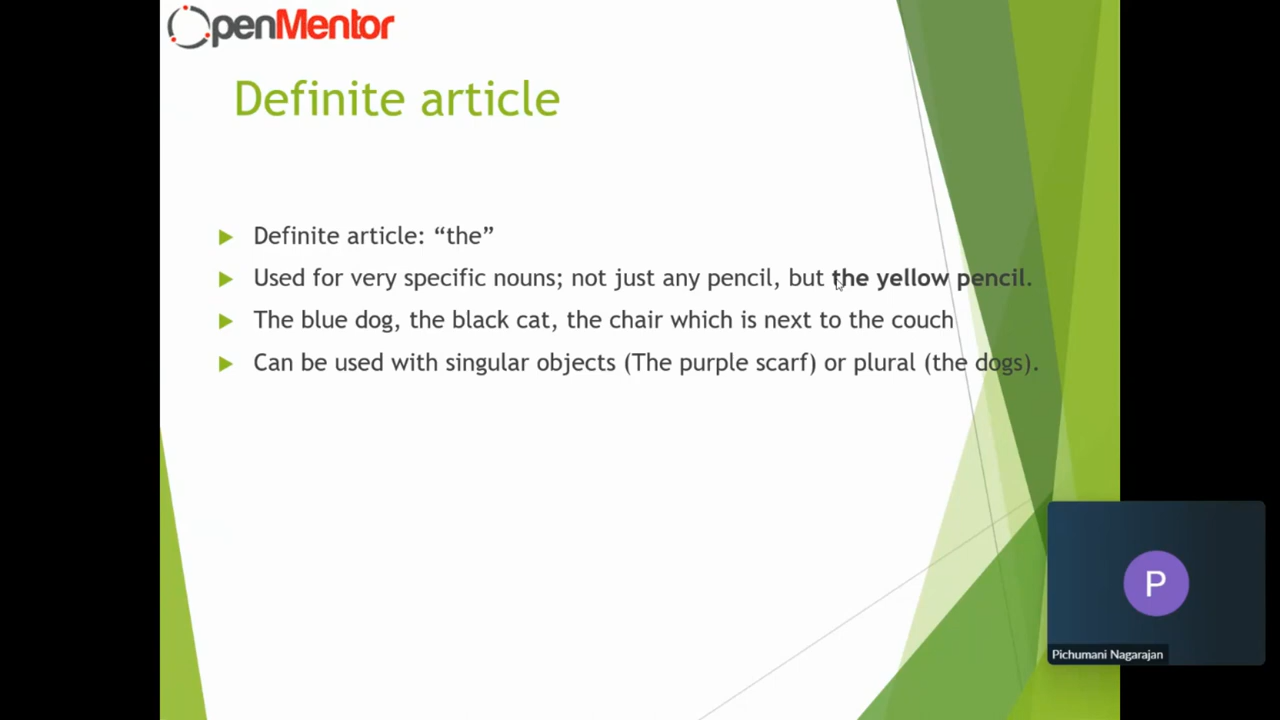 OpenMentor
Definite article
Definite article: “the”
Used for very specific nouns; not just any pencil, but the yellow pencil.
The blue dog, the black cat, the chair which is next to the couch
Can be used with singular objects (The purple scarf) or plural (the dogs).
P
Pichumani Nagarajan